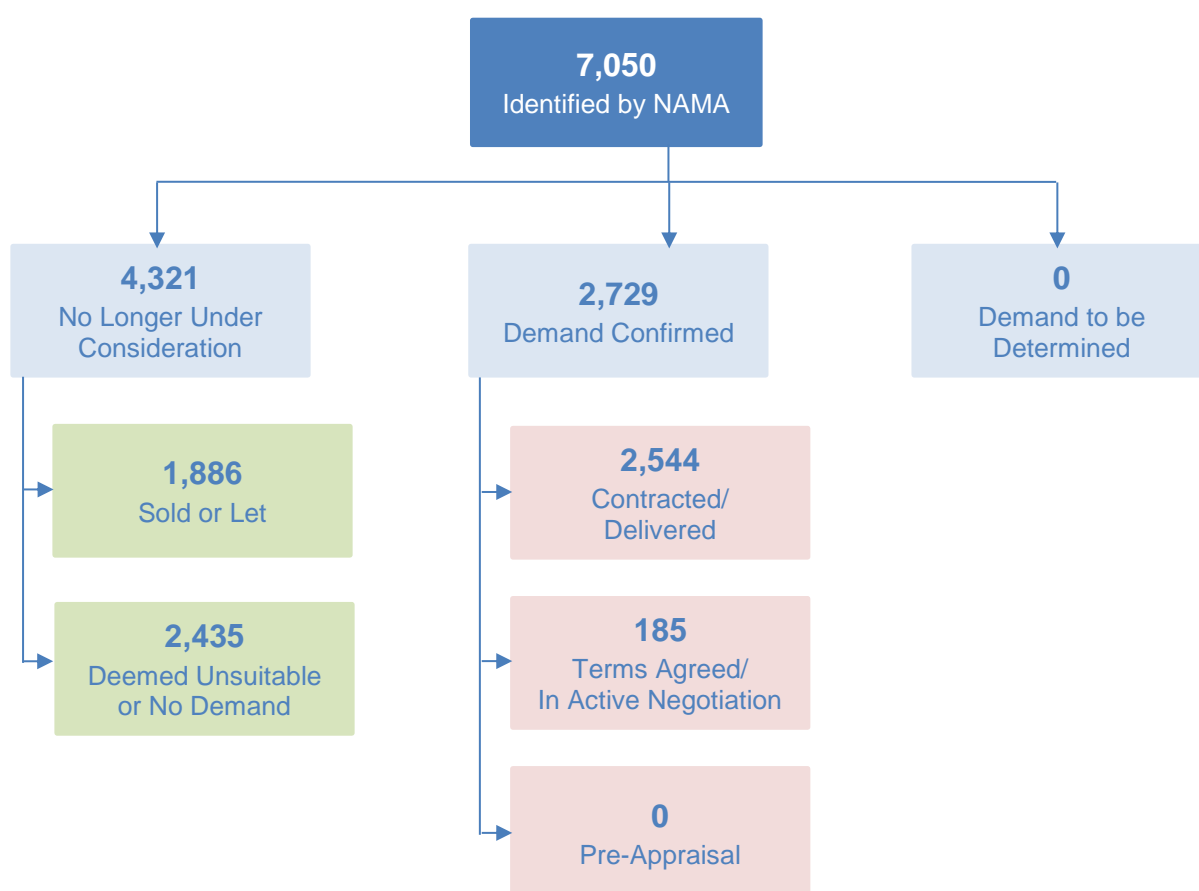 7,050
Identified by NAMA
4,321
No Longer Under
Consideration
2,729
Demand Confirmed
0
Demand to be
Determined
1,886
Sold or Let
2,435
Deemed Unsuitable
or No Demand
2,544
Contracted/
Delivered
185
Terms Agreed/
In Active Negotiation
0
Pre-Appraisal